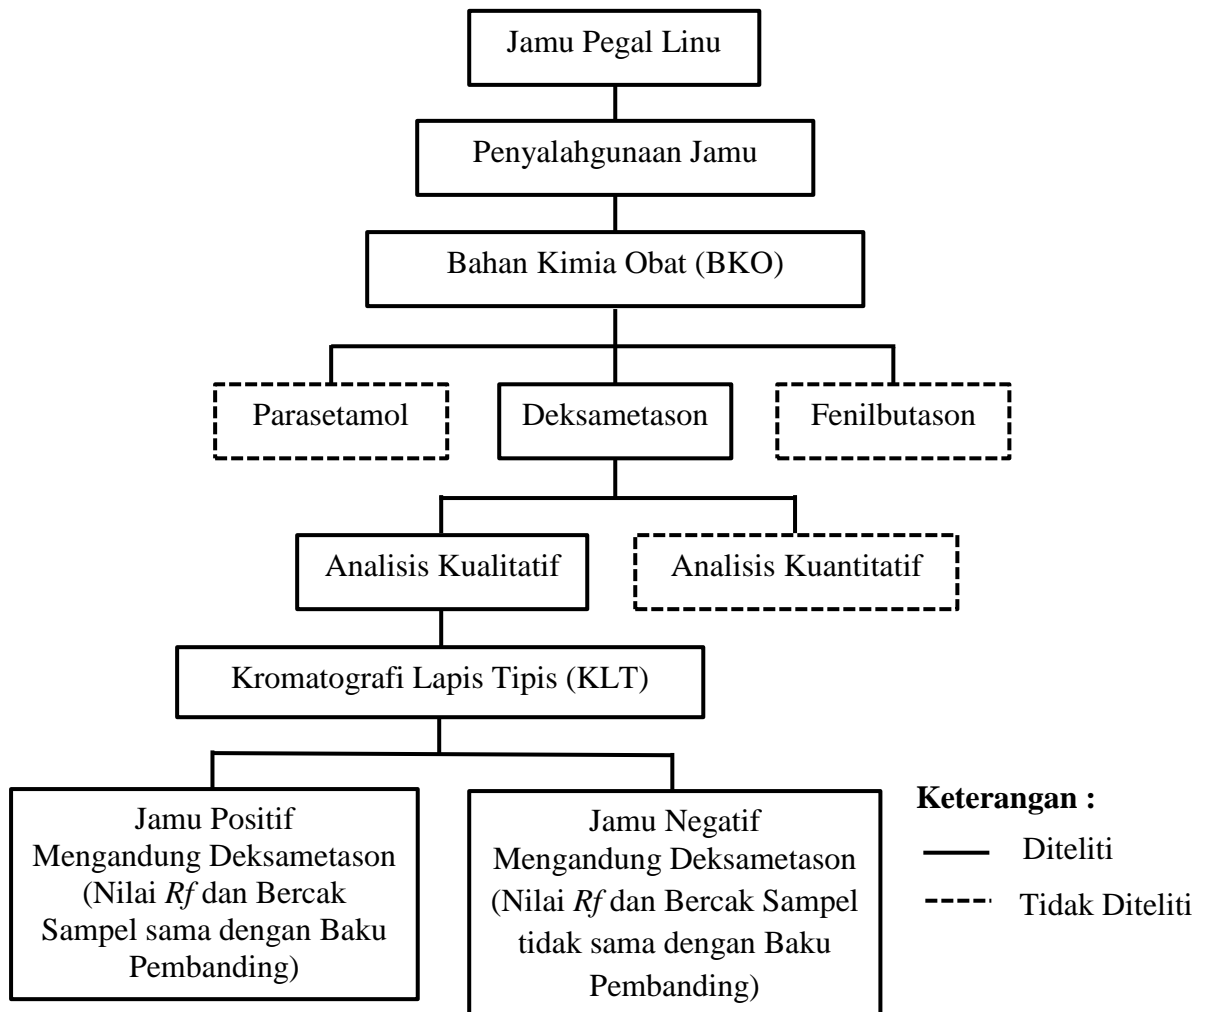 Jamu Pegal Linu
Penyalahgunaan Jamu
Bahan Kimia Obat (BKO)
Parasetamol
Deksametason
Fenilbutason
Analisis Kualitatif
Analisis Kuantitatif
Kromatografi Lapis Tipis (KLT)
Jamu Positif
Mengandung Deksametason
(Nilai Rf dan Bercak
Sampel sama dengan Baku
Pembanding)
Jamu Negatif
Mengandung Deksametason
(Nilai Rf dan Bercak Sampel
tidak sama dengan Baku
Pembanding)
Keterangan :
Diteliti
Tidak Diteliti